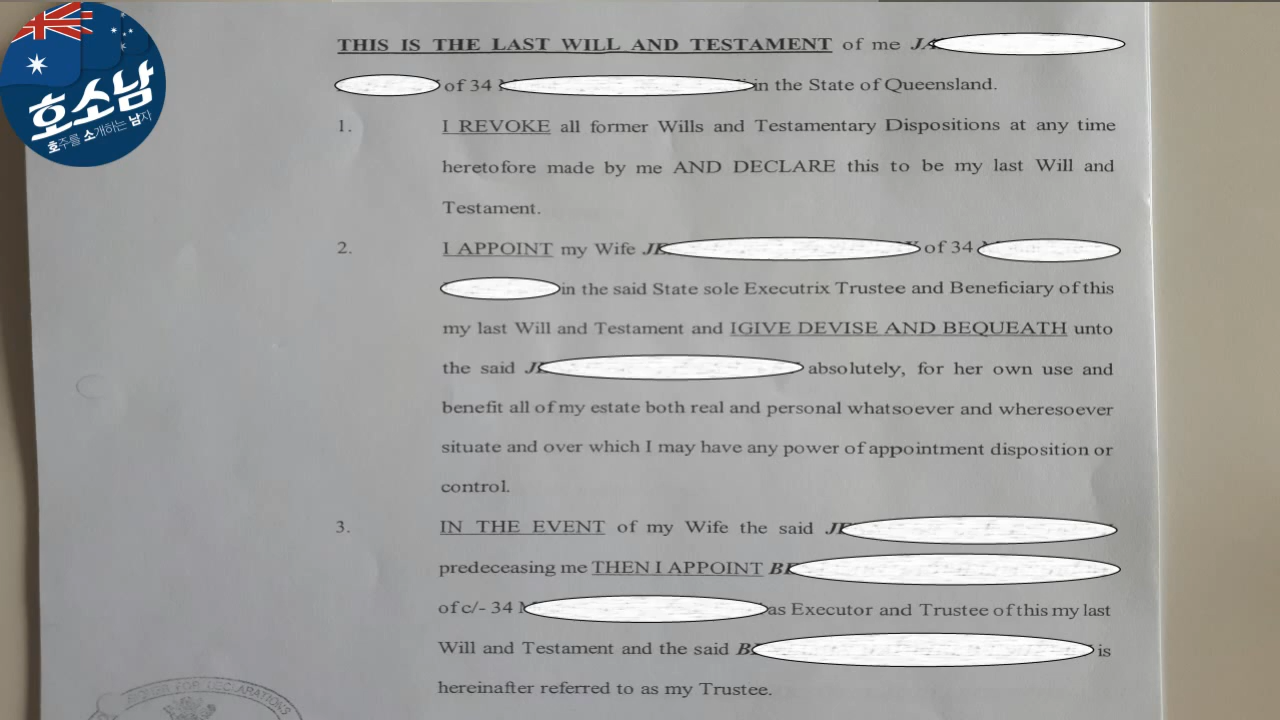 호소남
호주를 소개하는 남자
THIS IS THE LAST WILL AND TESTAMENT of me JA
of 34 in the State of Queensland.
1. I REVOKE all former Wills and Testamentary Dispositions at any time
heretofore made by me AND DECLARE this to be my last Will and
Testament.
2. I APPOINT my Wife JE of 34
in the said State sole Executrix Trustee and Beneficiary of this
my last Will and Testament and IGIVE DEVISE AND BEQUEATH unto
the said absolutely, for her own use and
benefit all of my estate both real and personal whatsoever and wheresoever
situate and over which I may have any power of appointment disposition or
control.
3. IN THE EVENT of my Wife the said JE
predeceasing me THEN I APPOINT
of c/- 34 as Executor and Trustee of this my last
Will and Testament and the said is
hereinafter referred to as my Trustee.
FOR DECLARATIONS